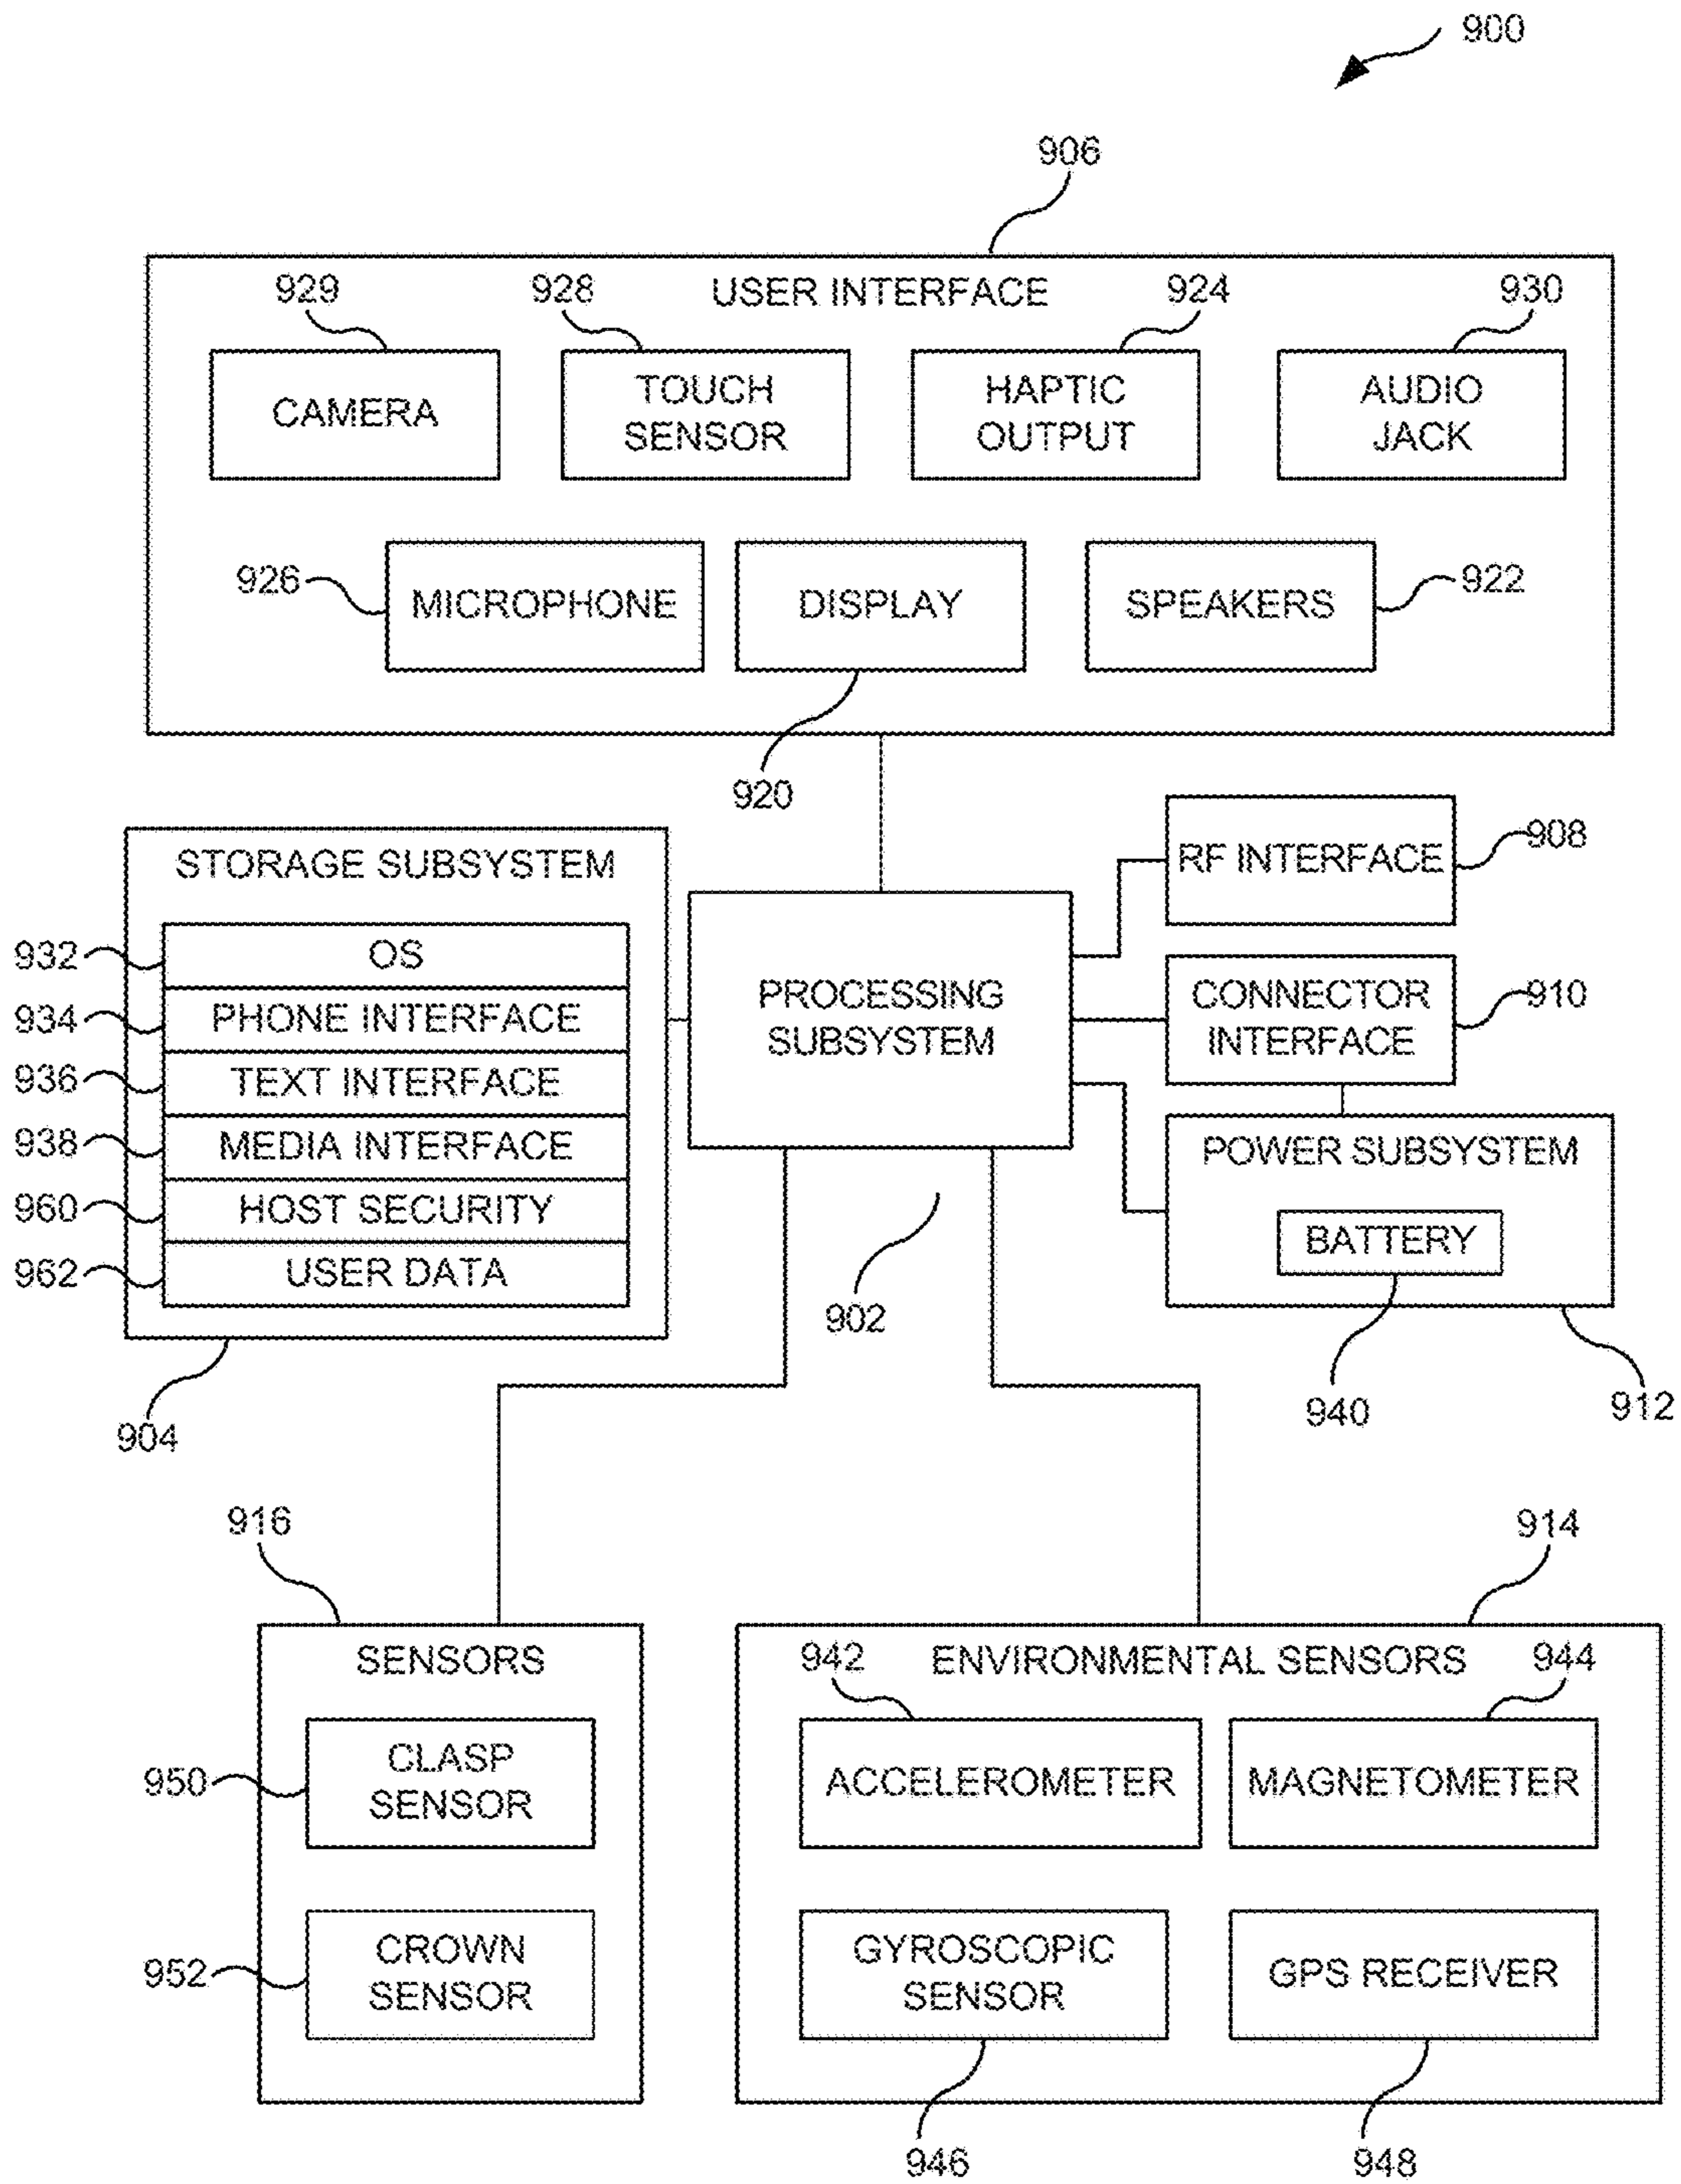 900
906
USER INTERFACE
929
928
924
930
CAMERA
TOUCH
SENSOR
HAPTIC
OUTPUT
AUDIO
JACK
926
MICROPHONE
DISPLAY
SPEAKERS
922
920
STORAGE SUBSYSTEM
932
OS
934
PHONE INTERFACE
936
TEXT INTERFACE
938
MEDIA INTERFACE
960
HOST SECURITY
962
USER DATA
904
PROCESSING
SUBSYSTEM
902
RF INTERFACE
908
CONNECTOR
INTERFACE
910
POWER SUBSYSTEM
BATTERY
940
912
916
SENSORS
950
CLASP
SENSOR
952
CROWN
SENSOR
914
ENVIRONMENTAL SENSORS
942
944
ACCELEROMETER
MAGNETOMETER
GYROSCOPIC
SENSOR
GPS RECEIVER
946
948